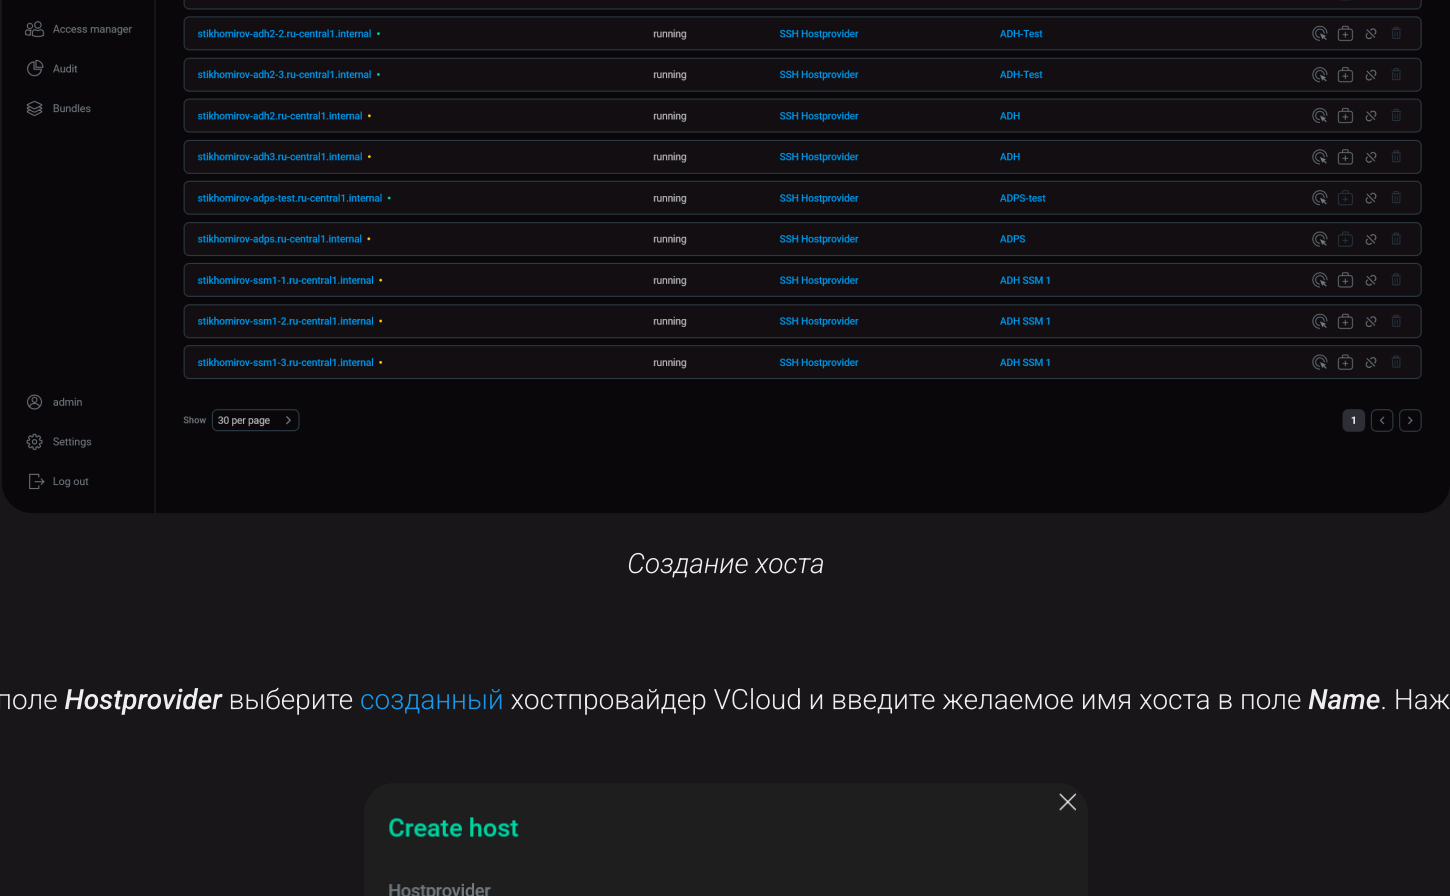 Access manager
stikhomirov-adh2-2.ru-central1.internal running SSH Hostprovider ADH-Test
Audit
stikhomirov-adh2-3.ru-central1.internal running SSH Hostprovider ADH-Test
Bundles
stikhomirov-adh2.ru-central1.internal running SSH Hostprovider ADH
stikhomirov-adh3.ru-central1.internal running SSH Hostprovider ADH
stikhomirov-adps-test.ru-central1.internal running SSH Hostprovider ADPS-test
stikhomirov-adps.ru-central1.internal running SSH Hostprovider ADPS
stikhomirov-ssm1-1.ru-central1.internal running SSH Hostprovider ADH SSM 1
stikhomirov-ssm1-2.ru-central1.internal running SSH Hostprovider ADH SSM 1
stikhomirov-ssm1-3.ru-central1.internal running SSH Hostprovider ADH SSM 1
admin
Show 30 per page 1
Settings
Log out
Создание хоста
поле Hostprovider выберите созданный хостпровайдер VCloud и введите желаемое имя хоста в поле Name. Наж
Create host
Hostprovider